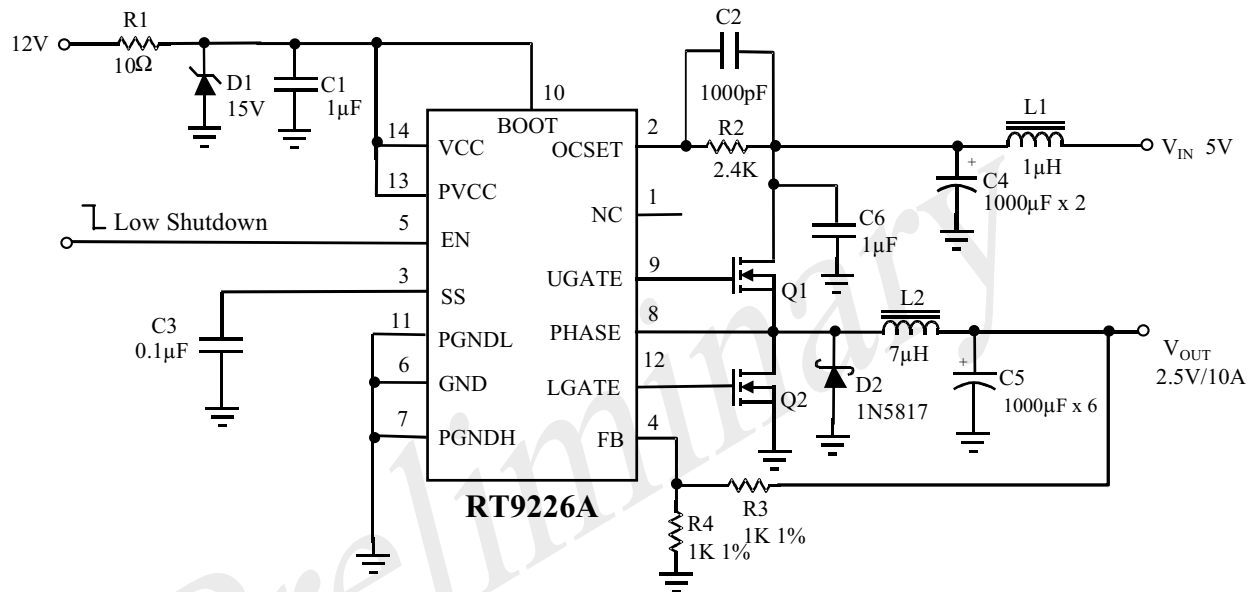 12V
R1
10Ω
D1
15V
C1
1μF
10
BOOT
14
VCC
13
PVCC
Low Shutdown
5
EN
3
SS
C3
0.1μF
11
PGNDL
6
GND
7
PGNDH
RT9226A
C2
1000pF
2
OCSET
R2
2.4K
1
NC
L1
1μH
VIN 5V
C4
+
1000μF x 2
C6
1μF
9
UGATE
Q1
8
PHASE
L2
7μH
12
LGATE
Q2
D2
1N5817
+
C5
1000μF x 6
VOUT
2.5V/10A
4
FB
R3
1K 1%
R4
1K 1%
Preliminary